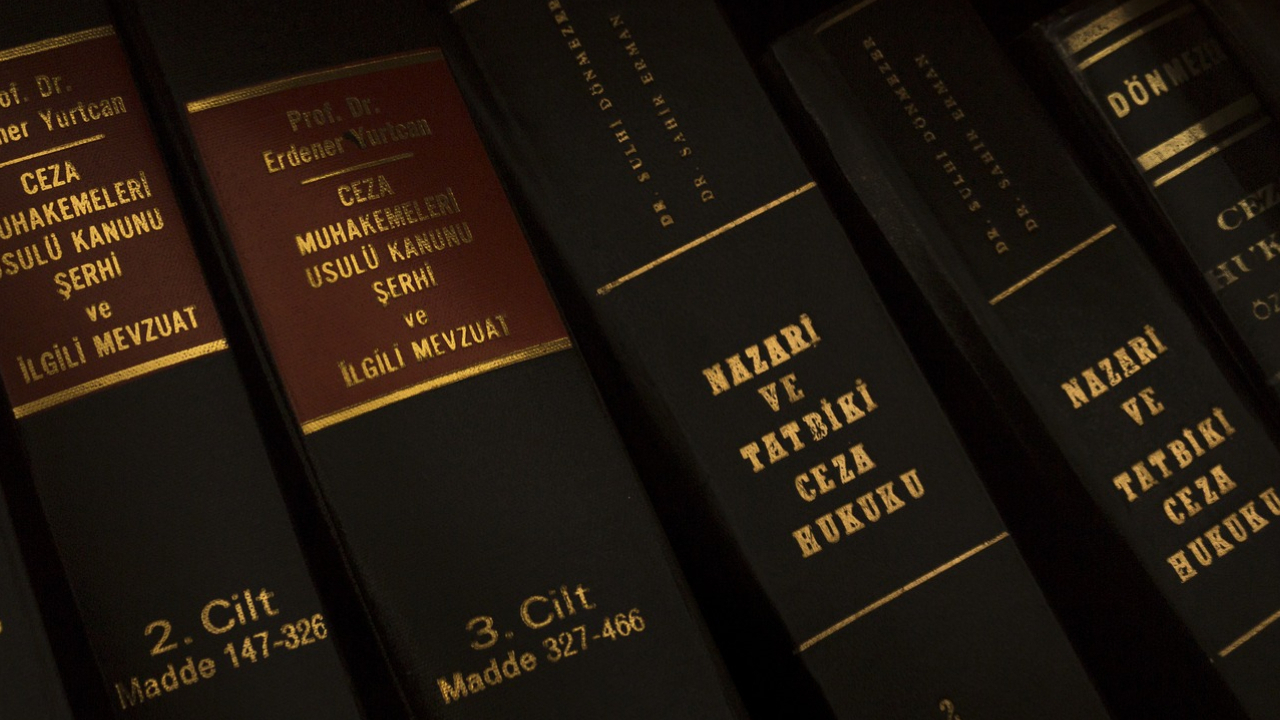 ner Yurtcan
CEZA
MUHAKEMELERİ
USULÜ KANUNU
ŞERHİ
ve
İLGİLİ MEVZUAT
2. Cilt
Madde 147-326
Prof. Dr.
Erdener Yurtcan
CEZA
MUHAKEMELERİ
USULÜ KANUNU
ŞERHİ
ve
İLGİLİ MEVZUAT
3. Cilt
Madde 327-466
DR. SULHİ DÖNMEZER
DR. SAHİR ERMAN
NAZARİ
VE
TATBİKİ
CEZA
HUKUKU
2
DR. SULHİ DÖNMEZER
DR. SAHİR ERMAN
NAZARİ
VE
TATBİKİ
CEZA
HUKUKU
DÖNMEZER